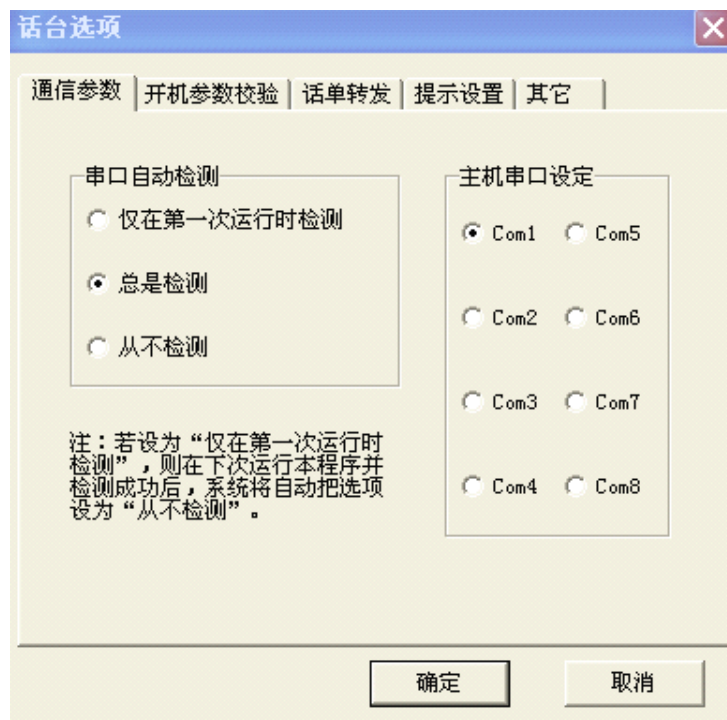 话台选项
通信参数 开机参数校验 话单转发 提示设置 其它
串口自动检测
仅在第一次运行时检测
总是检测
从不检测
注：若设为“仅在第一次运行时
检测”，则在下次运行本程序并
检测成功后，系统将自动把选项
设为“从不检测”。
主机串口设定
Com1 Com5
Com2 Com6
Com3 Com7
Com4 Com8
确定 取消